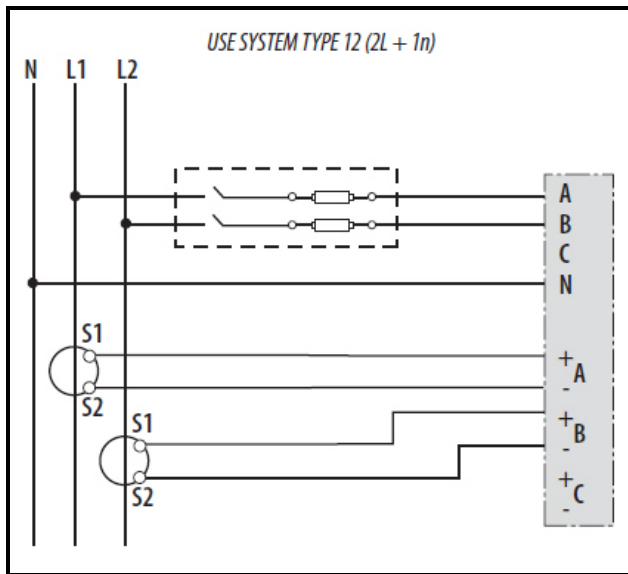 USE SYSTEM TYPE 12 (2L + 1n)
N L1 L2
A
B
C
N
S1
S2
+
A
-
S1
S2
+
B
-
+
C
-